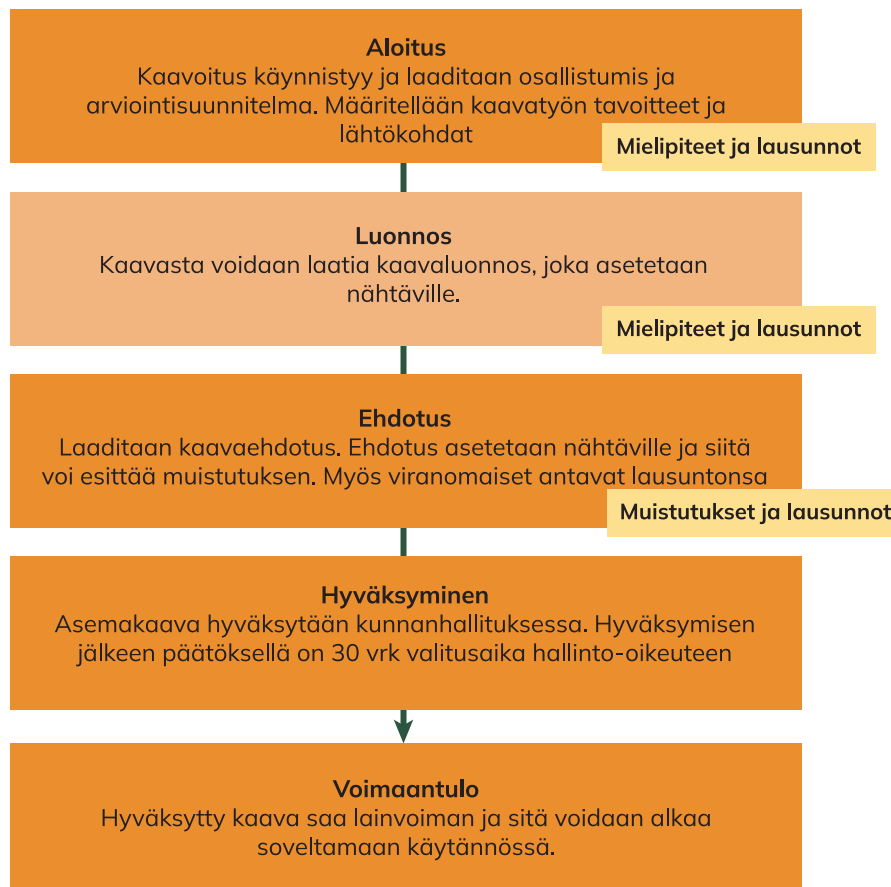 Aloitus
Kaavoitus käynnistyy ja laaditaan osallistumis ja
arviointisuunnitelma. Määritellään kaavatyön tavoitteet ja
lähtökohdat
Mielipiteet ja lausunnot
Luonnos
Kaavasta voidaan laatia kaavaluonnos, joka asetetaan
nähtäville.
Mielipiteet ja lausunnot
Ehdotus
Laaditaan kaavaehdotus. Ehdotus asetetaan nähtäville ja siitä
voi esittää muistutuksen. Myös viranomaiset antavat lausuntonsa
Muistutukset ja lausunnot
Hyväksyminen
Asemakaava hyväksytään kunnanhallituksessa. Hyväksymisen
jälkeen päätöksellä on 30 vrk valitusaika hallinto-oikeuteen
Voimaantulo
Hyväksytty kaava saa lainvoiman ja sitä voidaan alkaa
soveltamaan käytännössä.